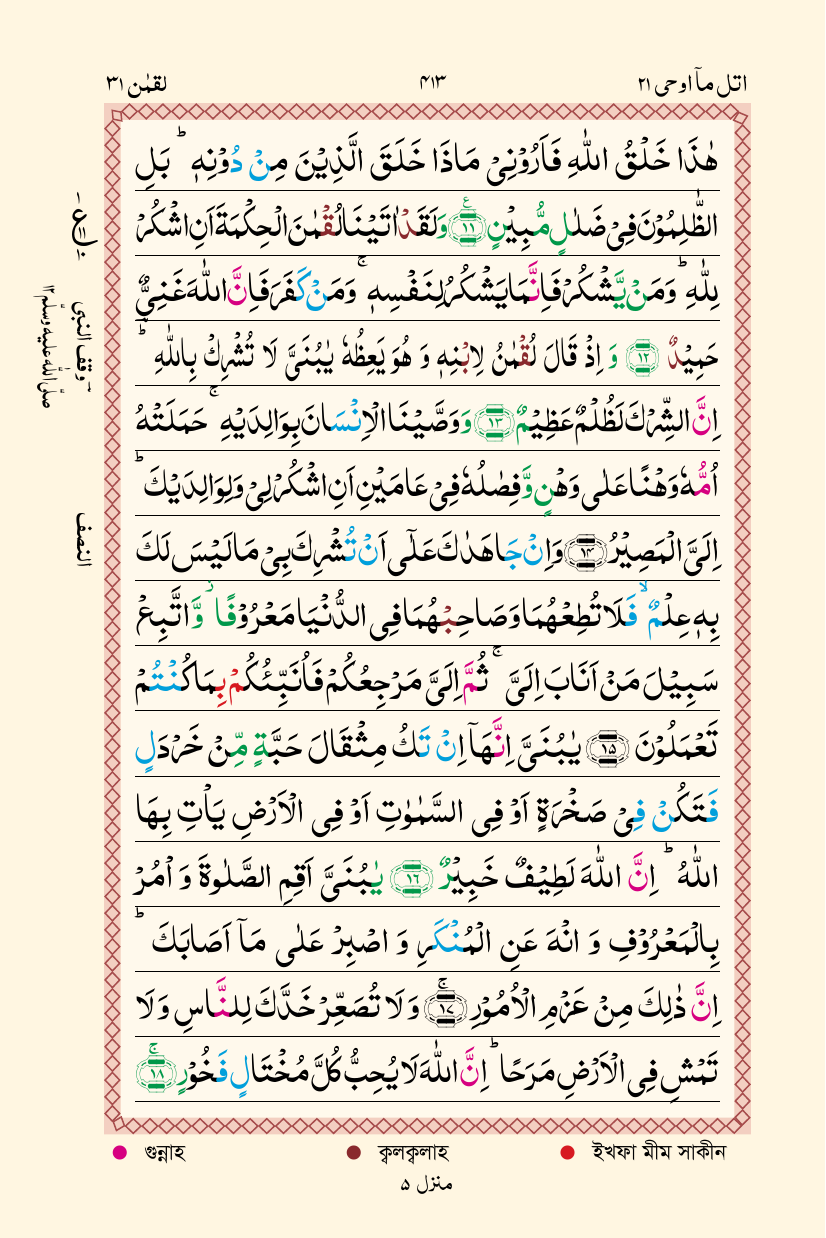 اتل مآ اوحی ۲۱
۴۱۳
لقمٰن ۳۱
هٰذَا خَلْقُ اللّٰهِ فَاَرُوْنِیْ مَاذَا خَلَقَ الَّذِیْنَ مِنْ دُوْنِهٖ ؕ بَلِ
الظّٰلِمُوْنَ فِیْ ضَلٰلٍ مُّبِیْنٍ ﴿۱۱﴾ۧ وَلَقَدْ اٰتَیْنَا لُقْمٰنَ الْحِكْمَةَ اَنِ اشْكُرْ
لِلّٰهِ ؕ وَمَنْ یَّشْكُرْ فَاِنَّمَا یَشْكُرُ لِنَفْسِهٖ ۚ وَمَنْ كَفَرَ فَاِنَّ اللّٰهَ غَنِیٌّ
حَمِیْدٌ ﴿۱۲﴾ وَ اِذْ قَالَ لُقْمٰنُ لِابْنِهٖ وَ هُوَ یَعِظُهٗ یٰبُنَیَّ لَا تُشْرِكْ بِاللّٰهِ ؔؕ
اِنَّ الشِّرْكَ لَظُلْمٌ عَظِیْمٌ ﴿۱۳﴾ وَ وَصَّیْنَا الْاِنْسَانَ بِوَالِدَیْهِ ۚ حَمَلَتْهُ
اُمُّهٗ وَهْنًا عَلٰی وَهْنٍ وَّفِصٰلُهٗ فِیْ عَامَیْنِ اَنِ اشْكُرْ لِیْ وَلِوَالِدَیْكَ ؕ
اِلَیَّ الْمَصِیْرُ ﴿۱۴﴾ وَاِنْ جَاهَدٰكَ عَلٰۤی اَنْ تُشْرِكَ بِیْ مَا لَیْسَ لَكَ
بِهٖ عِلْمٌ ۙ فَلَا تُطِعْهُمَا وَصَاحِبْهُمَا فِی الدُّنْیَا مَعْرُوْفًا ؗ وَّاتَّبِعْ
سَبِیْلَ مَنْ اَنَابَ اِلَیَّ ۚ ثُمَّ اِلَیَّ مَرْجِعُكُمْ فَاُنَبِّئُكُمْ بِمَا كُنْتُمْ
تَعْمَلُوْنَ ﴿۱۵﴾ یٰبُنَیَّ اِنَّهَاۤ اِنْ تَكُ مِثْقَالَ حَبَّةٍ مِّنْ خَرْدَلٍ
فَتَكُنْ فِیْ صَخْرَةٍ اَوْ فِی السَّمٰوٰتِ اَوْ فِی الْاَرْضِ یَاْتِ بِهَا
اللّٰهُ ؕ اِنَّ اللّٰهَ لَطِیْفٌ خَبِیْرٌ ﴿۱۶﴾ یٰبُنَیَّ اَقِمِ الصَّلٰوةَ وَ اْمُرْ
بِالْمَعْرُوْفِ وَ انْهَ عَنِ الْمُنْكَرِ وَ اصْبِرْ عَلٰی مَاۤ اَصَابَكَ ؕ
اِنَّ ذٰلِكَ مِنْ عَزْمِ الْاُمُوْرِ ﴿۱۷﴾ۚ وَلَا تُصَعِّرْ خَدَّكَ لِلنَّاسِ وَلَا
تَمْشِ فِی الْاَرْضِ مَرَحًا ؕ اِنَّ اللّٰهَ لَا یُحِبُّ كُلَّ مُخْتَالٍ فَخُوْرٍ ﴿۱۸﴾ۚ
وقف النبی
صلّی اللّٰه علیه وسلّم ۱۲
النصف
গুন্নাহ
ক্বলক্বলাহ
ইখফা মীম সাকীন
منزل ۵